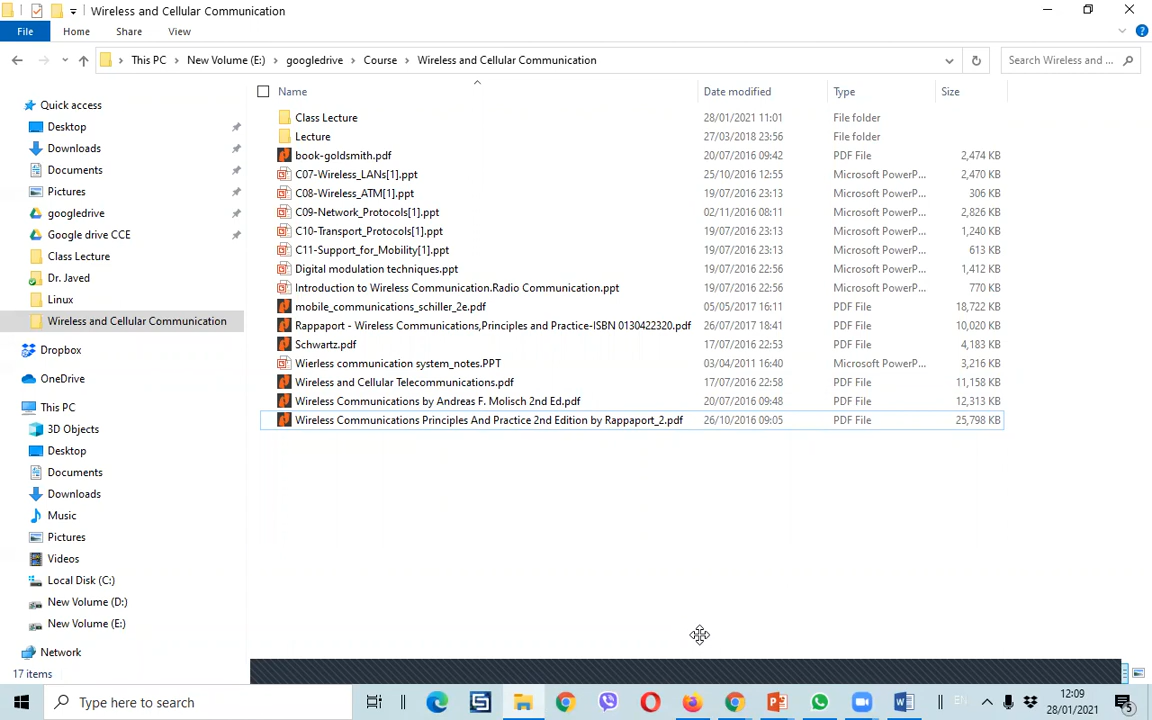 Wireless and Cellular Communication
File Home Share View
This PC New Volume (E:) googledrive Course Wireless and Cellular Communication Search Wireless and ...
Name Date modified Type Size
Quick access
Desktop
Downloads
Documents
Pictures
googledrive
Google drive CCE
Class Lecture
Dr. Javed
Linux
Wireless and Cellular Communication
Dropbox
OneDrive
This PC
3D Objects
Desktop
Documents
Downloads
Music
Pictures
Videos
Local Disk (C:)
New Volume (D:)
New Volume (E:)
Network
Class Lecture 28/01/2021 11:01 File folder
Lecture 27/03/2018 23:56 File folder
book-goldsmith.pdf 20/07/2016 09:42 PDF File 2,474 KB
C07-Wireless_LANs[1].ppt 25/10/2016 12:55 Microsoft PowerP... 2,470 KB
C08-Wireless_ATM[1].ppt 19/07/2016 23:13 Microsoft PowerP... 306 KB
C09-Network_Protocols[1].ppt 02/11/2016 08:11 Microsoft PowerP... 2,826 KB
C10-Transport_Protocols[1].ppt 19/07/2016 23:13 Microsoft PowerP... 1,240 KB
C11-Support_for_Mobility[1].ppt 19/07/2016 23:13 Microsoft PowerP... 613 KB
Digital modulation techniques.ppt 19/07/2016 22:56 Microsoft PowerP... 1,412 KB
Introduction to Wireless Communication.Radio Communication.ppt 19/07/2016 22:56 Microsoft PowerP... 770 KB
mobile_communications_schiller_2e.pdf 05/05/2017 16:11 PDF File 18,722 KB
Rappaport - Wireless Communications,Principles and Practice-ISBN 0130422320.pdf 26/07/2017 18:41 PDF File 10,020 KB
Schwartz.pdf 17/07/2016 22:53 PDF File 4,183 KB
Wierless communication system_notes.PPT 03/04/2011 16:40 Microsoft PowerP... 3,216 KB
Wireless and Cellular Telecommunications.pdf 17/07/2016 22:58 PDF File 11,158 KB
Wireless Communications by Andreas F. Molisch 2nd Ed.pdf 20/07/2016 09:48 PDF File 12,313 KB
Wireless Communications Principles And Practice 2nd Edition by Rappaport_2.pdf 26/10/2016 09:05 PDF File 25,798 KB
17 items
Type here to search
EN
12:09
28/01/2021
5